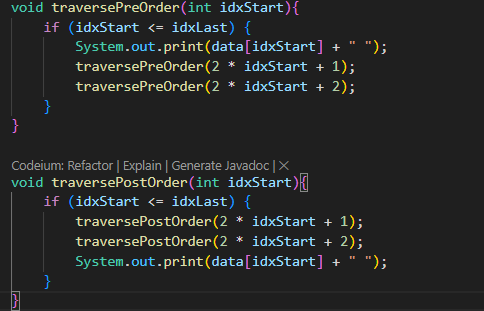 void traversePreOrder(int idxStart){
    if (idxStart <= idxLast) {
        System.out.print(data[idxStart] + " ");
        traversePreOrder(2 * idxStart + 1);
        traversePreOrder(2 * idxStart + 2);
    }
}
Codeium: Refactor | Explain | Generate Javadoc | ×
void traversePostOrder(int idxStart){
    if (idxStart <= idxLast) {
        traversePostOrder(2 * idxStart + 1);
        traversePostOrder(2 * idxStart + 2);
        System.out.print(data[idxStart] + " ");
    }
}